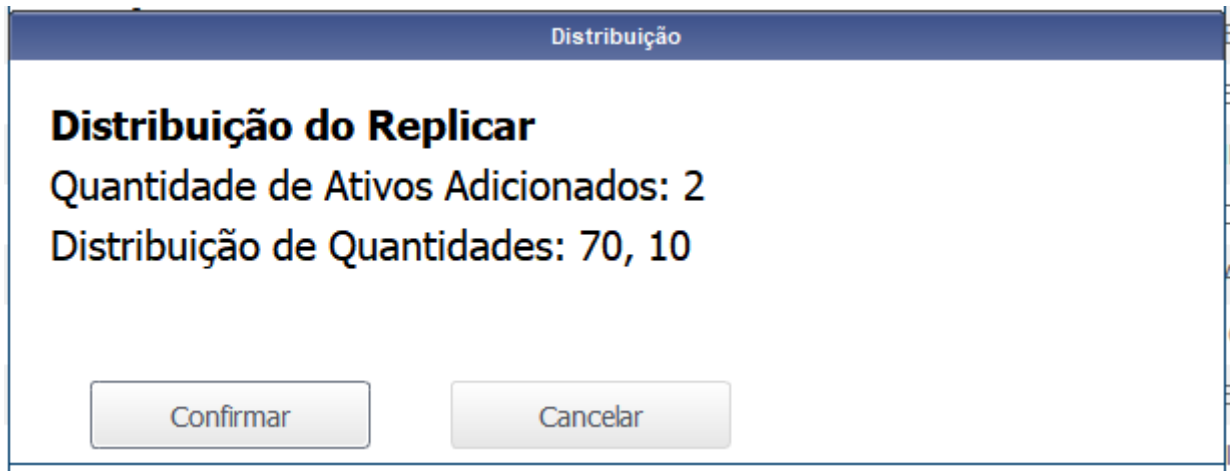 Distribuição
Distribuição do Replicar
Quantidade de Ativos Adicionados: 2
Distribuição de Quantidades: 70, 10
Confirmar
Cancelar